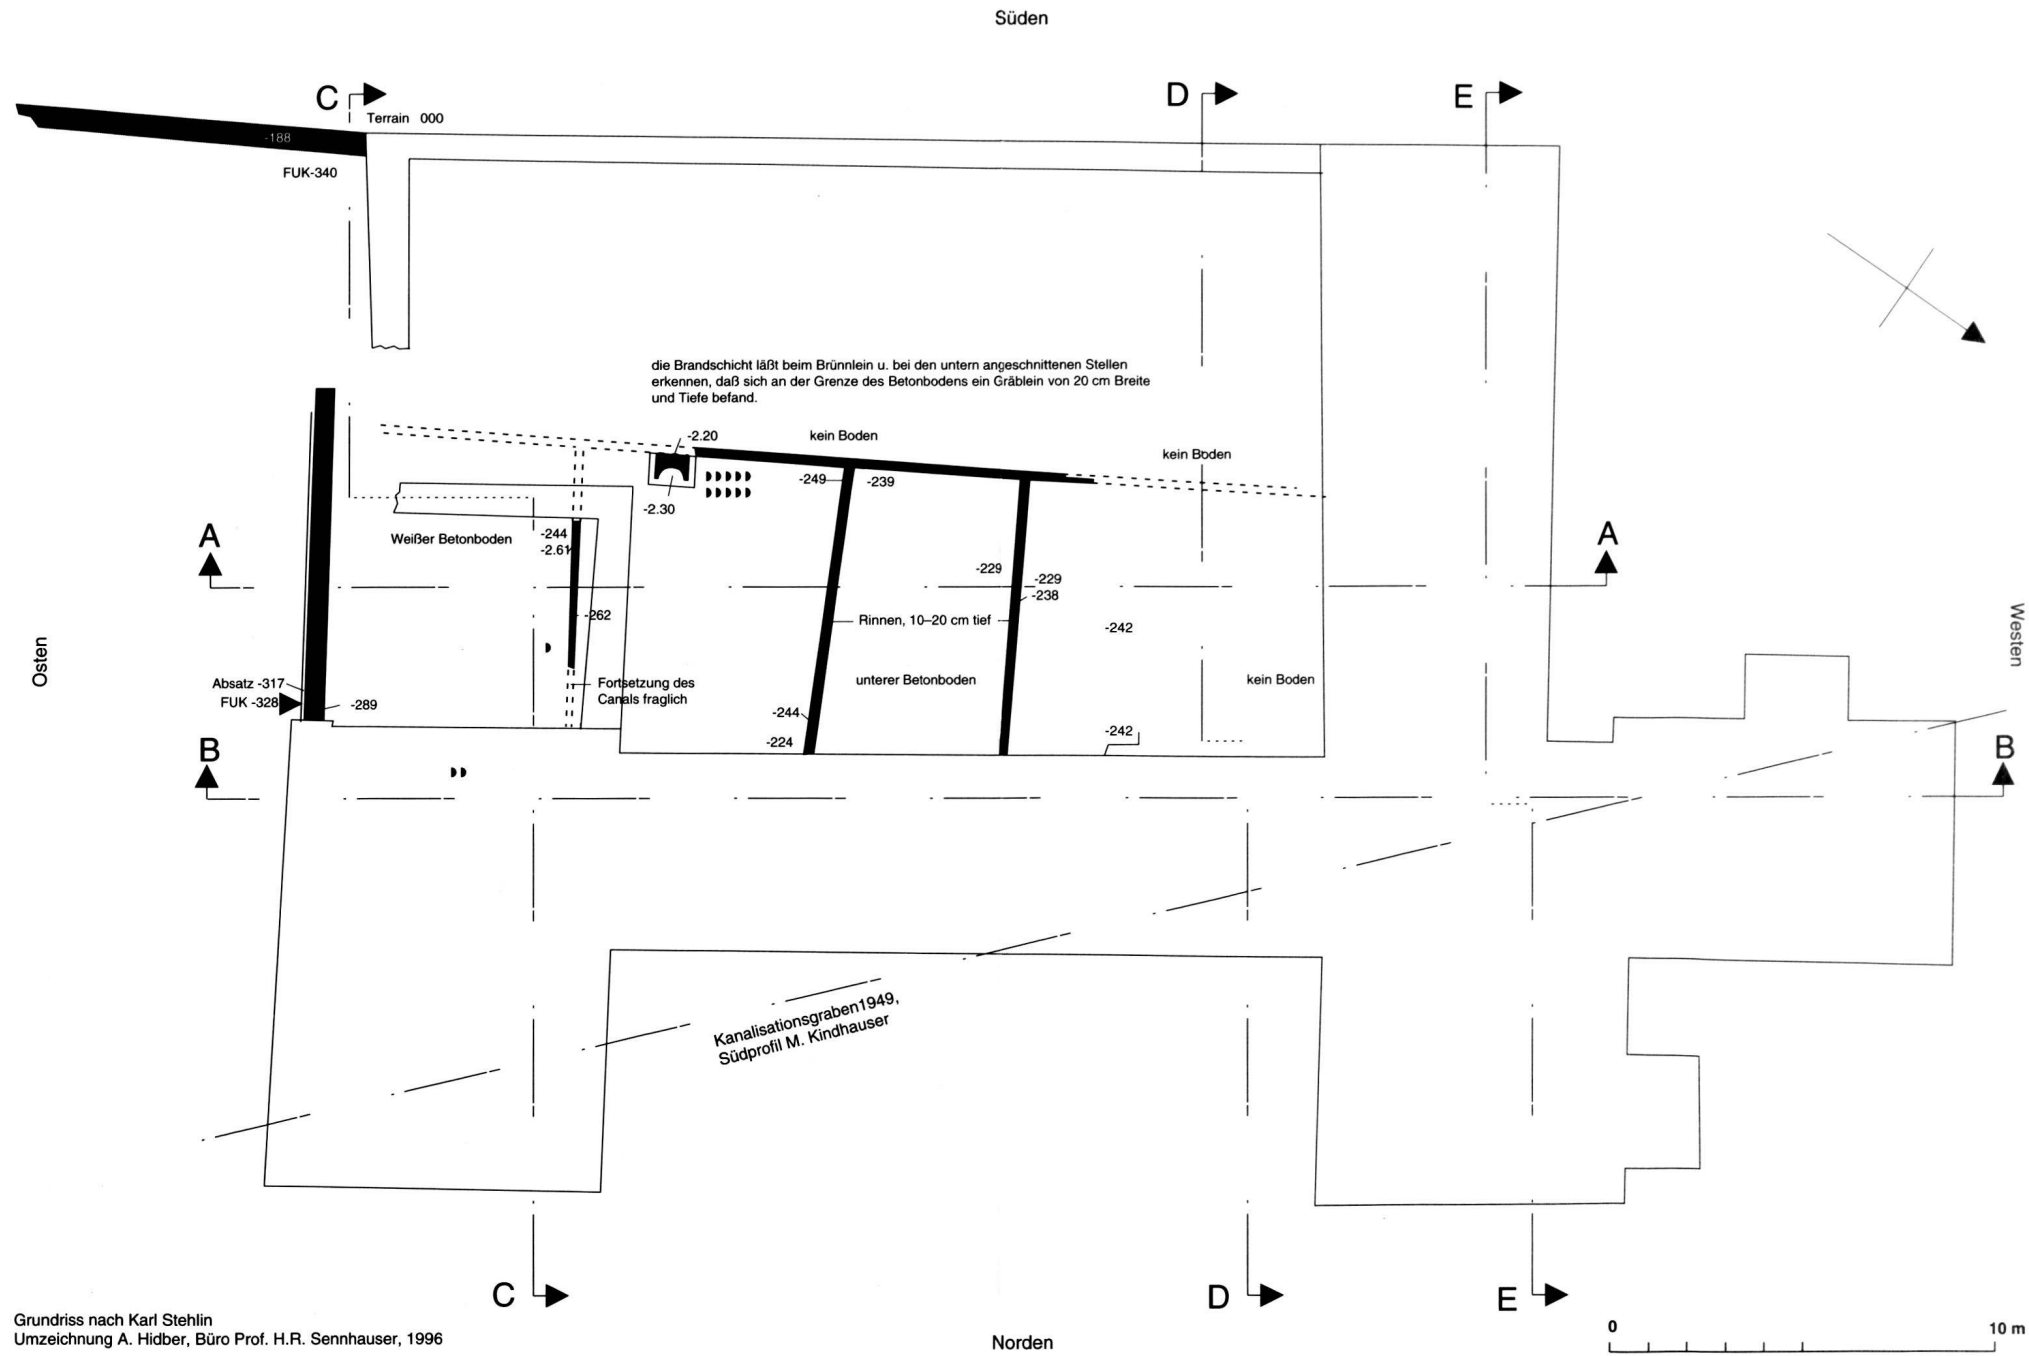 Süden
C
D
E
Terrain 000
-188
FUK-340
die Brandschicht läßt beim Brünnlein u. bei den untern angeschnittenen Stellen
erkennen, daß sich an der Grenze des Betonbodens ein Gräblein von 20 cm Breite
und Tiefe befand.
-2.20
kein Boden
kein Boden
-249
-239
-2.30
A
Weißer Betonboden
-244
-2.61
A
-229
-229
-238
-262
Rinnen, 10–20 cm tief
-242
Osten
Westen
Absatz -317
FUK -328
-289
Fortsetzung des
Canals fraglich
unterer Betonboden
kein Boden
-244
-224
-242
B
B
Kanalisationsgraben1949,
Südprofil M. Kindhauser
C
D
E
Grundriss nach Karl Stehlin
Umzeichnung A. Hidber, Büro Prof. H.R. Sennhauser, 1996
Norden
0
10 m